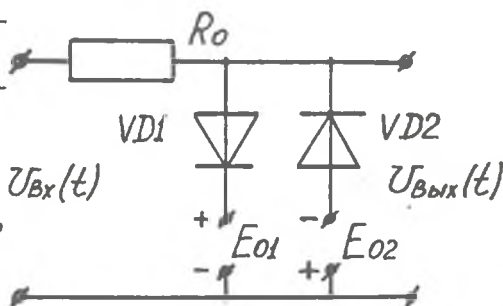 R₀
VD1
VD2
Uвх(t)
Uвых(t)
+
-
E₀₁
E₀₂
-
+